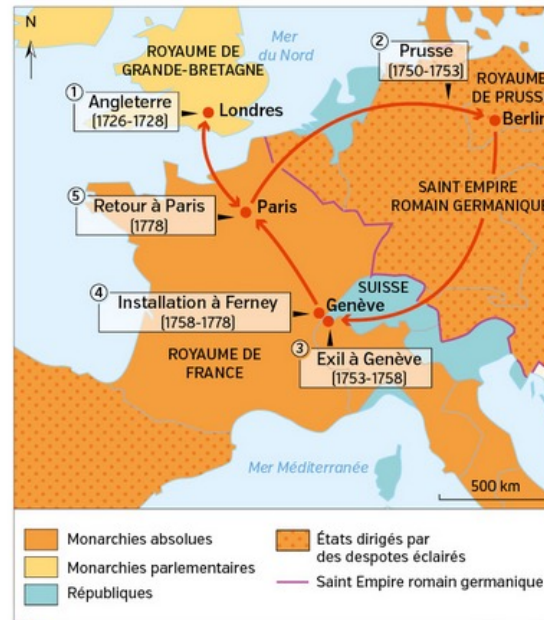 N
Mer
du Nord
ROYAUME DE
GRANDE-BRETAGNE
② Prusse
(1750-1753)
ROYAUME
DE PRUSSE
① Angleterre
(1726-1728)
Londres
Berlin
SAINT EMPIRE
ROMAIN GERMANIQUE
⑤ Retour à Paris
(1778)
Paris
SUISSE
④ Installation à Ferney
(1758-1778)
Genève
③ Exil à Genève
(1753-1758)
ROYAUME DE
FRANCE
Mer Méditerranée
500 km
Monarchies absolues
Monarchies parlementaires
Républiques
États dirigés par
des despotes éclairés
Saint Empire romain germanique